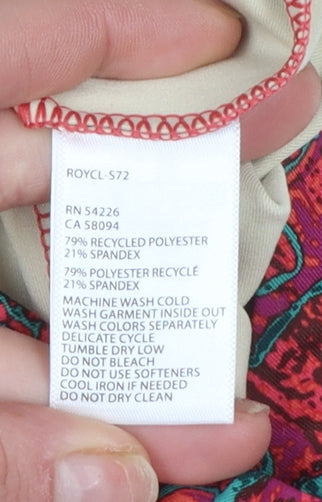 ROYCL-S72
RN 54226
CA 58094
79% RECYCLED POLYESTER
21% SPANDEX
79% POLYESTER RECYCLÉ
21% SPANDEX
MACHINE WASH COLD
WASH GARMENT INSIDE OUT
WASH COLORS SEPARATELY
DELICATE CYCLE
TUMBLE DRY LOW
DO NOT BLEACH
DO NOT USE SOFTENERS
COOL IRON IF NEEDED
DO NOT DRY CLEAN